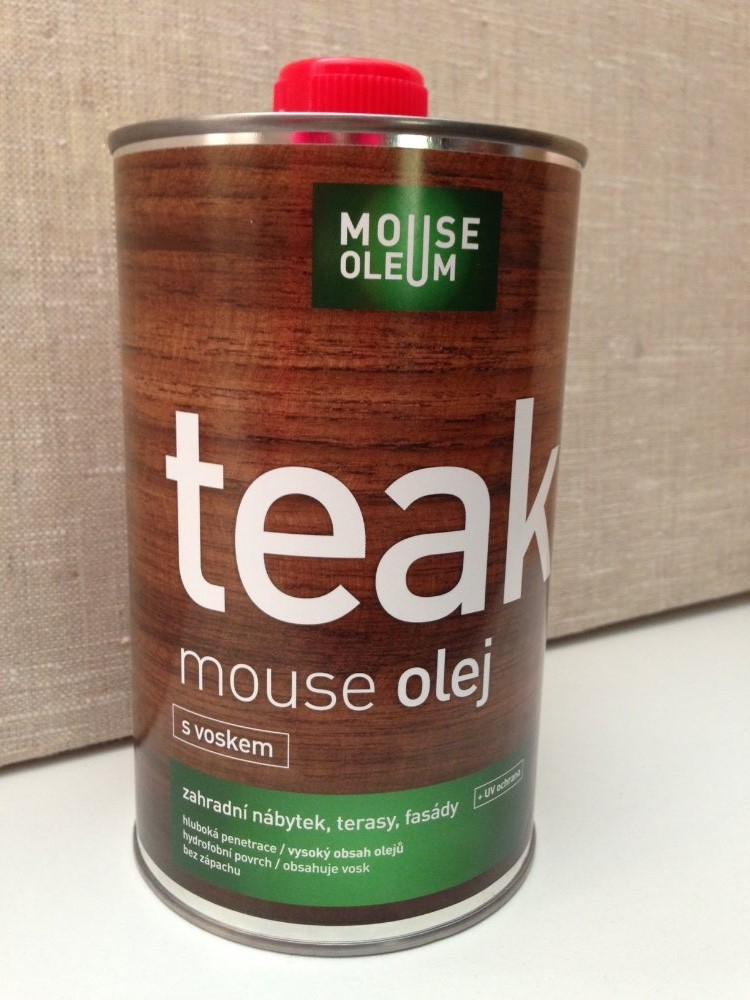 MOUSE
OLEUM
teak
mouse olej
s voskem
+ UV ochrana
zahradní nábytek, terasy, fasády
hluboká penetrace / vysoký obsah olejů
hydrofobní povrch / obsahuje vosk
bez zápachu